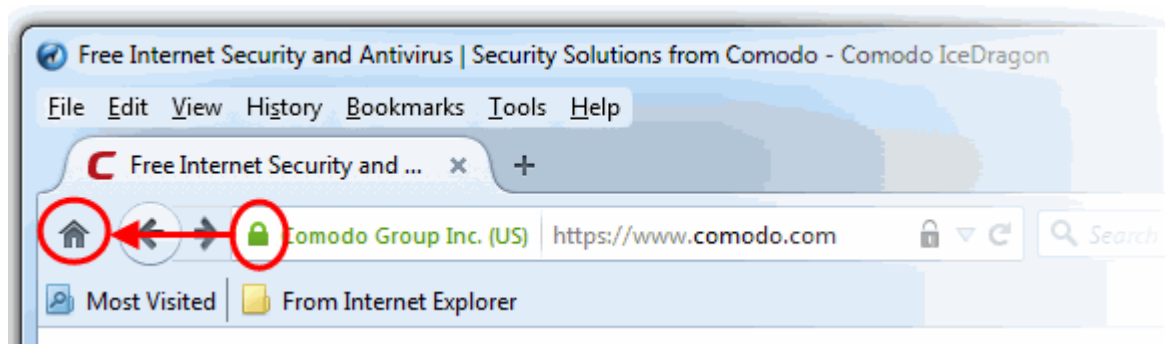 Free Internet Security and Antivirus | Security Solutions from Comodo - Comodo IceDragon
File Edit View History Bookmarks Tools Help
Free Internet Security and ...
Comodo Group Inc. (US) https://www.comodo.com Search
Most Visited From Internet Explorer